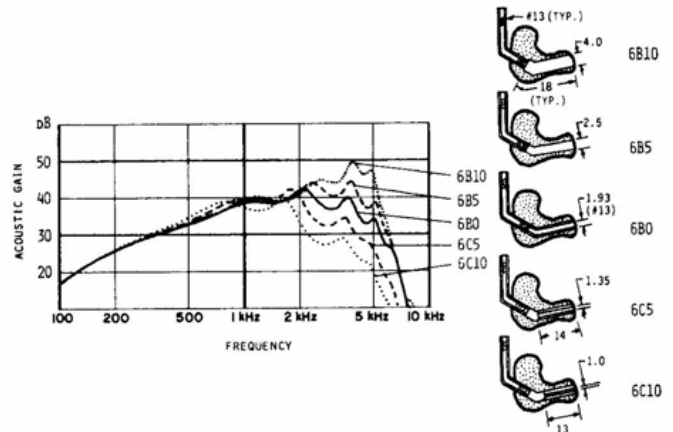 dB
50
40
30
20
ACOUSTIC GAIN
100 200 500 1 kHz 2 kHz 5 kHz 10 kHz
FREQUENCY
6B10
6B5
6B0
6C5
6C10
#13 (TYP.)
4.0
18
(TYP.)
6B10
2.5
6B5
1.93
(#13)
6B0
1.35
14
6C5
1.0
13
6C10